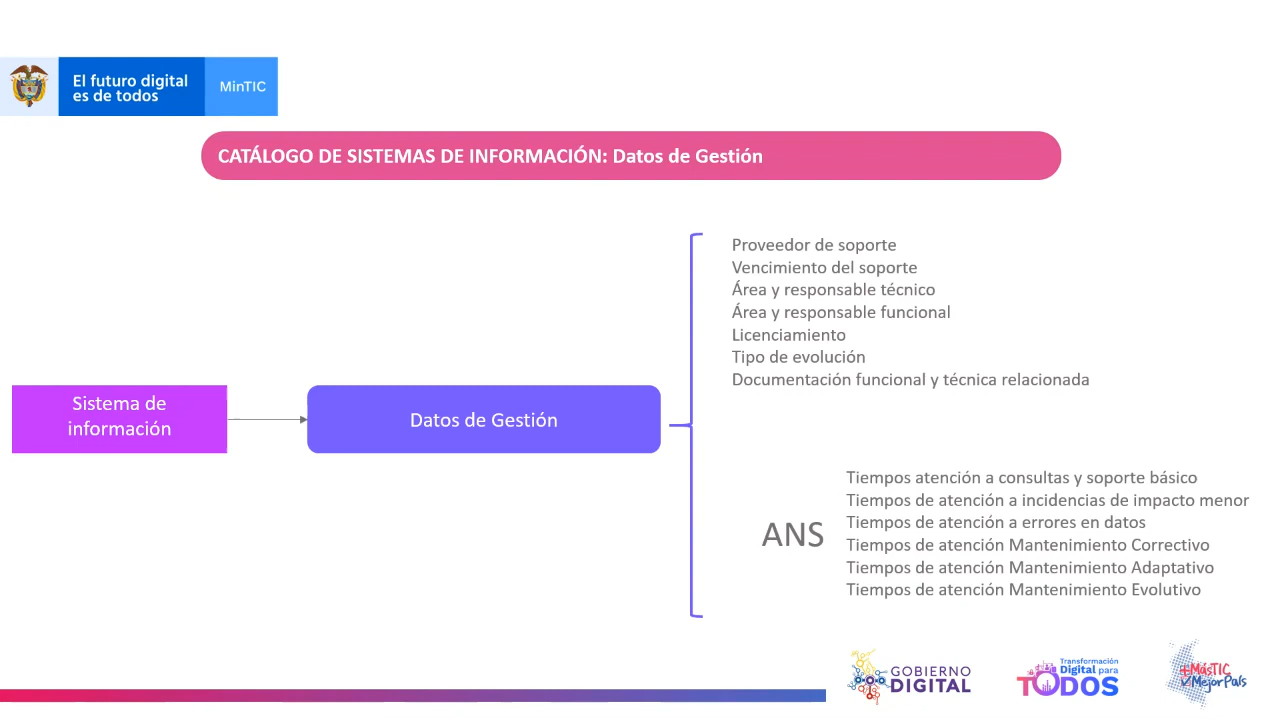 El futuro digital
es de todos
MinTIC
CATÁLOGO DE SISTEMAS DE INFORMACIÓN: Datos de Gestión
Sistema de
información
Datos de Gestión
Proveedor de soporte
Vencimiento del soporte
Área y responsable técnico
Área y responsable funcional
Licenciamiento
Tipo de evolución
Documentación funcional y técnica relacionada
ANS
Tiempos atención a consultas y soporte básico
Tiempos de atención a incidencias de impacto menor
Tiempos de atención a errores en datos
Tiempos de atención Mantenimiento Correctivo
Tiempos de atención Mantenimiento Adaptativo
Tiempos de atención Mantenimiento Evolutivo
GOBIERNO
DIGITAL
Transformación
Digital para
TODOS
+MásTIC
MejorPaís